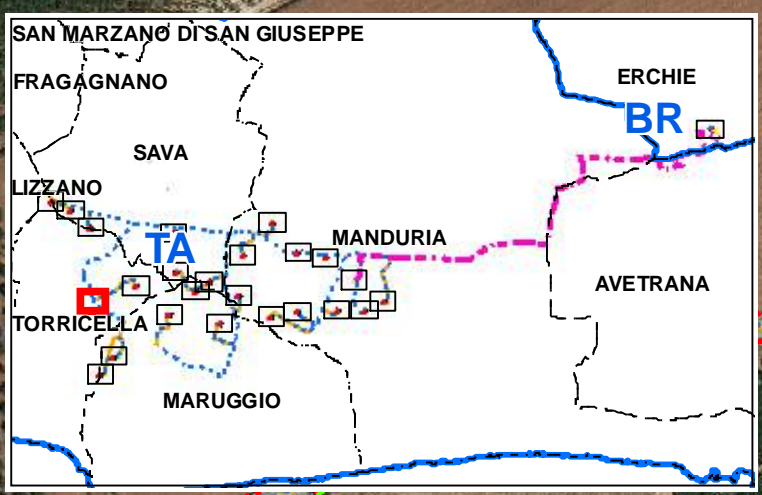 SAN MARZANO DI SAN GIUSEPPE
FRAGAGNANO
ERCHIE
BR
SAVA
LIZZANO
TA
MANDURIA
AVETRANA
TORRICELLA
MARUGGIO